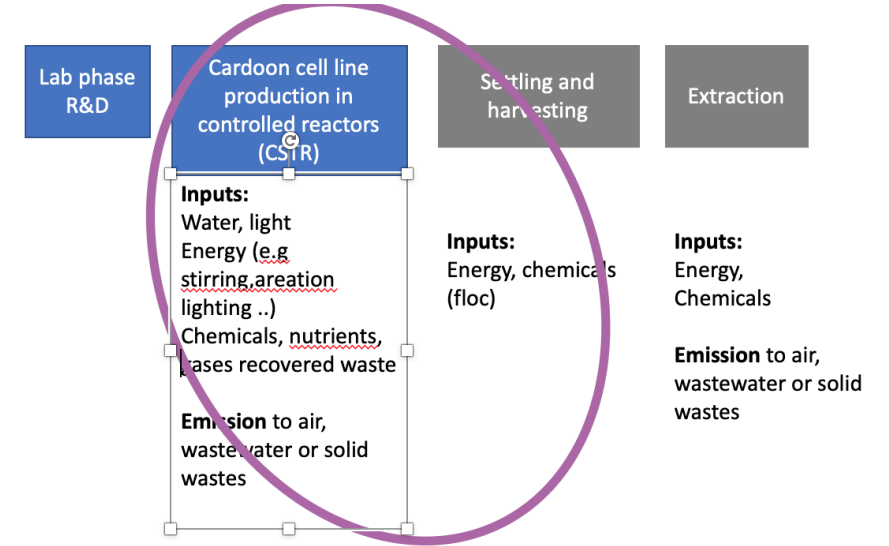 Lab phase
R&D
Cardoon cell line
production in
controlled reactors
(CSTR)
Settling and
harvesting
Extraction
Inputs:
Water, light
Energy (e.g
stirring,areation
lighting ..)
Chemicals, nutrients,
gases recovered waste
Emission to air,
wastewater or solid
wastes
Inputs:
Energy, chemicals
(floc)
Inputs:
Energy,
Chemicals
Emission to air,
wastewater or solid
wastes